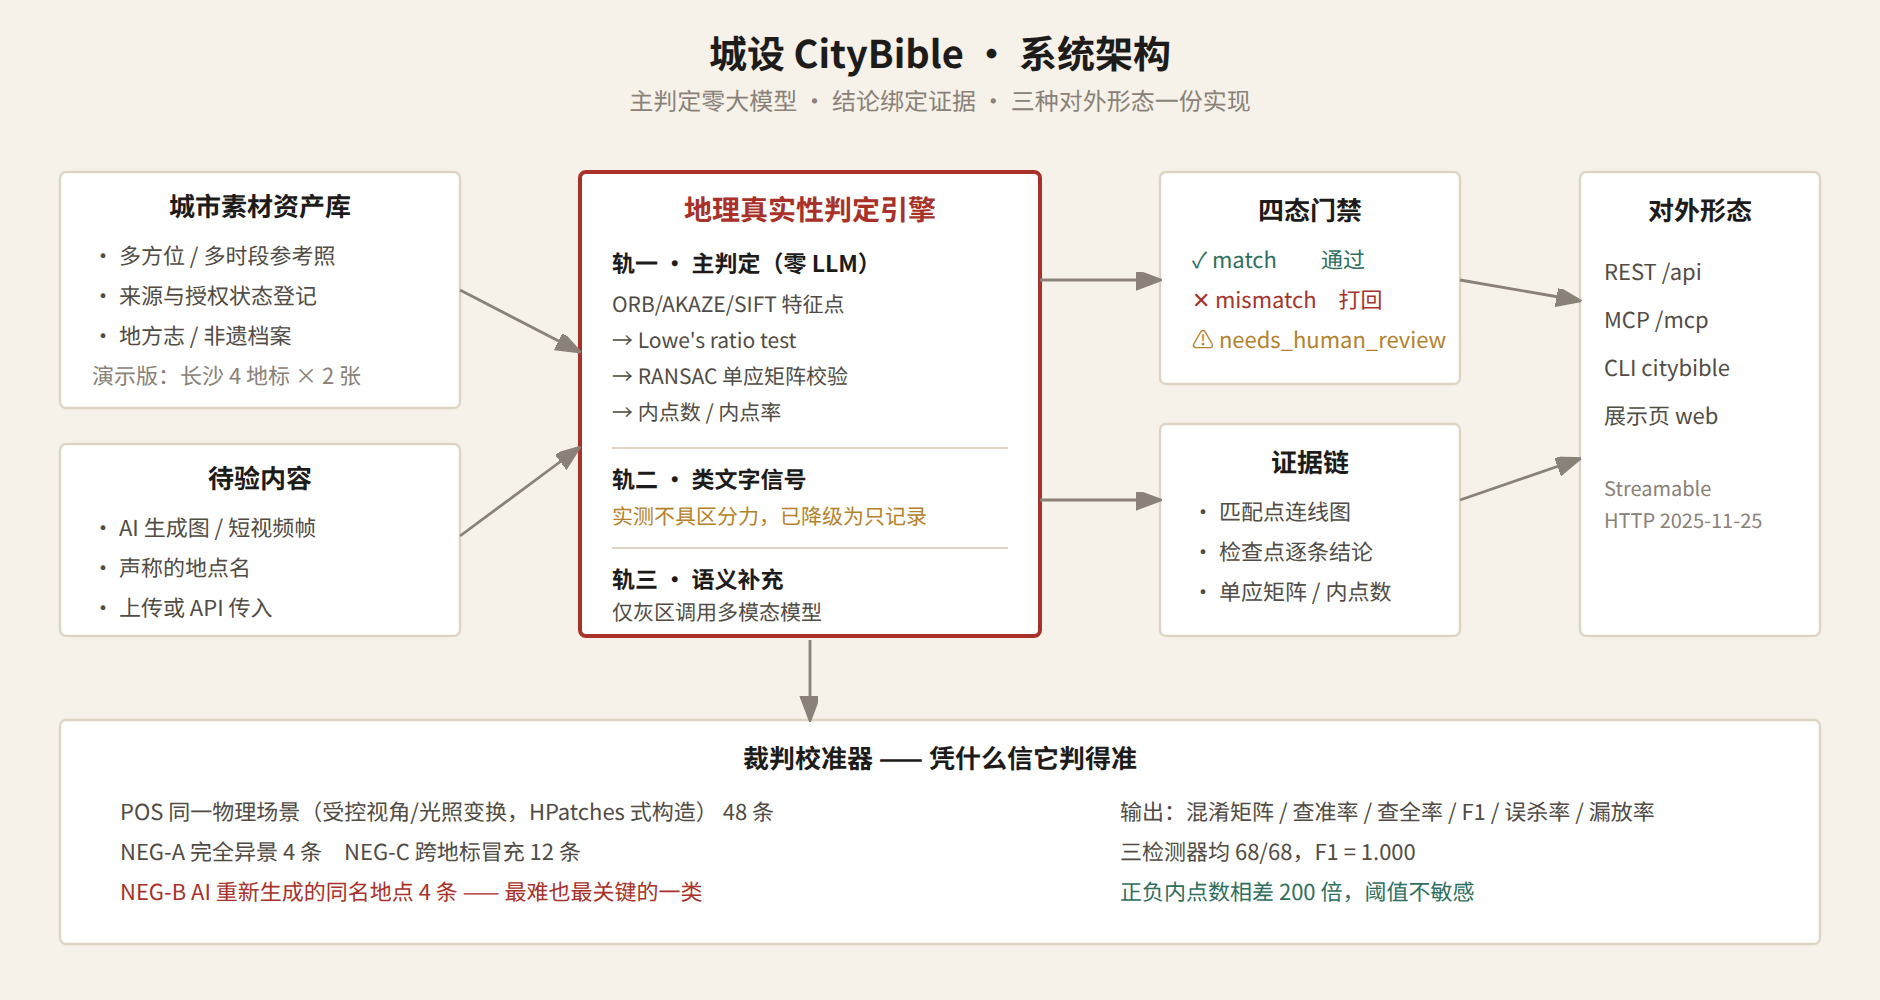 城设 CityBible · 系统架构
主判定零大模型 · 结论绑定证据 · 三种对外形态一份实现
城市素材资产库
· 多方位 / 多时段参考照
· 来源与授权状态登记
· 地方志 / 非遗档案
演示版：长沙 4 地标 × 2 张
待验内容
· AI 生成图 / 短视频帧
· 声称的地点名
· 上传或 API 传入
地理真实性判定引擎
轨一 · 主判定（零 LLM）
ORB/AKAZE/SIFT 特征点
→ Lowe's ratio test
→ RANSAC 单应矩阵校验
→ 内点数 / 内点率
轨二 · 类文字信号
实测不具区分力，已降级为只记录
轨三 · 语义补充
仅灰区调用多模态模型
四态门禁
✓ match 通过
✕ mismatch 打回
⚠ needs_human_review
证据链
· 匹配点连线图
· 检查点逐条结论
· 单应矩阵 / 内点数
对外形态
REST /api
MCP /mcp
CLI citybible
展示页 web
Streamable
HTTP 2025-11-25
裁判校准器 —— 凭什么信它判得准
POS 同一物理场景（受控视角/光照变换，HPatches 式构造） 48 条
NEG-A 完全异景 4 条 NEG-C 跨地标冒充 12 条
NEG-B AI 重新生成的同名地点 4 条 —— 最难也最关键的一类
输出：混淆矩阵 / 查准率 / 查全率 / F1 / 误杀率 / 漏放率
三检测器均 68/68，F1 = 1.000
正负内点数相差 200 倍，阈值不敏感